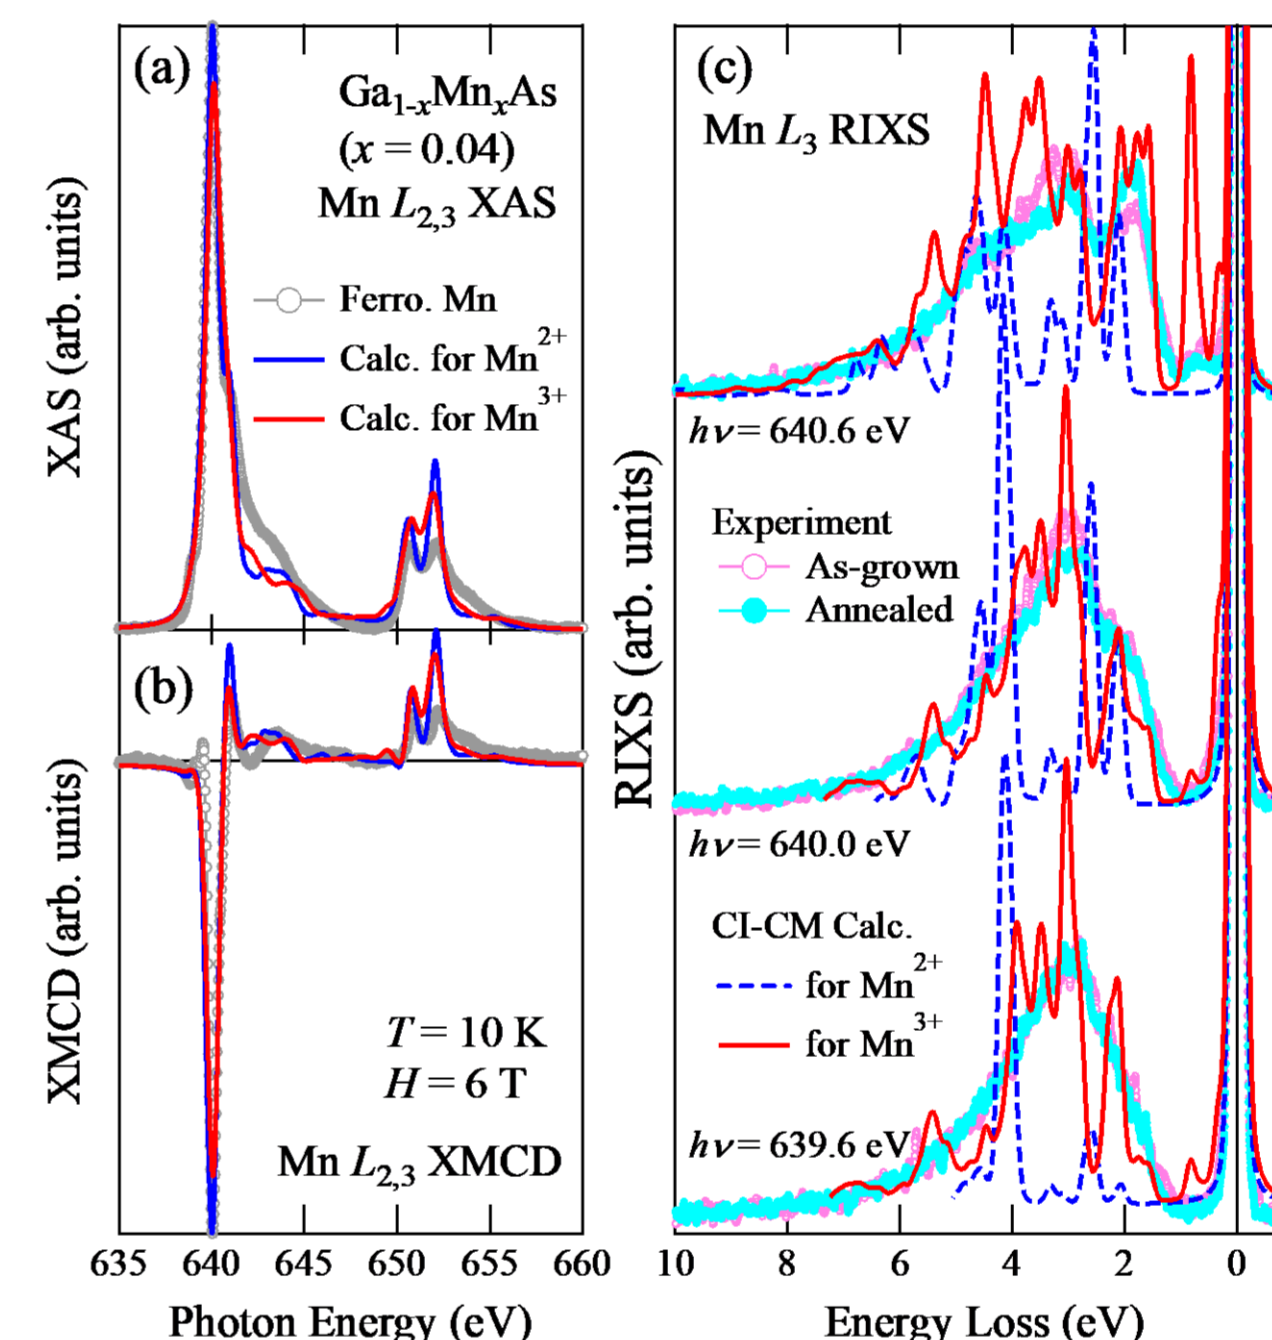 (a)
Ga1-xMnxAs
(x = 0.04)
Mn L2,3 XAS
Ferro. Mn
Calc. for Mn2+
Calc. for Mn3+
XAS (arb. units)
(b)
T = 10 K
H = 6 T
Mn L2,3 XMCD
XMCD (arb. units)
635 640 645 650 655 660
Photon Energy (eV)
(c)
Mn L3 RIXS
hν = 640.6 eV
Experiment
As-grown
Annealed
hν = 640.0 eV
CI-CM Calc.
for Mn2+
for Mn3+
hν = 639.6 eV
RIXS (arb. units)
10 8 6 4 2 0
Energy Loss (eV)